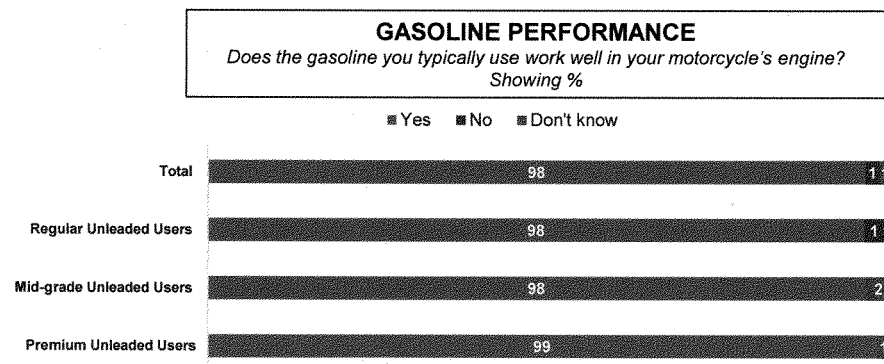 GASOLINE PERFORMANCE
Does the gasoline you typically use work well in your motorcycle's engine?
Showing %
Yes No Don't know
Total 98 1
Regular Unleaded Users 98 1
Mid-grade Unleaded Users 98 2
Premium Unleaded Users 99